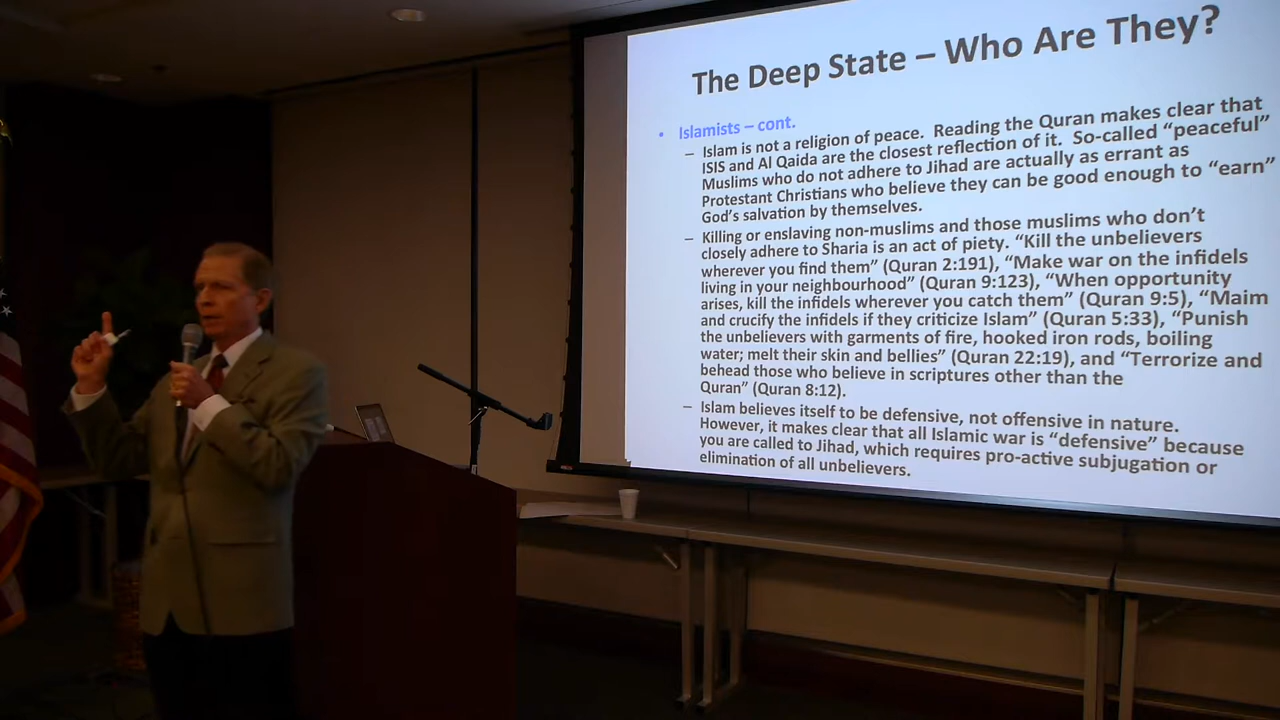 The Deep State – Who Are They?
• Islamists – cont.
– Islam is not a religion of peace. Reading the Quran makes clear that
ISIS and Al Qaida are the closest reflection of it. So-called “peaceful”
Muslims who do not adhere to Jihad are actually as errant as
Protestant Christians who believe they can be good enough to “earn”
God’s salvation by themselves.
– Killing or enslaving non-muslims and those muslims who don’t
closely adhere to Sharia is an act of piety. “Kill the unbelievers
wherever you find them” (Quran 2:191), “Make war on the infidels
living in your neighbourhood” (Quran 9:123), “When opportunity
arises, kill the infidels wherever you catch them” (Quran 9:5), “Maim
and crucify the infidels if they criticize Islam” (Quran 5:33), “Punish
the unbelievers with garments of fire, hooked iron rods, boiling
water; melt their skin and bellies” (Quran 22:19), and “Terrorize and
behead those who believe in scriptures other than the
Quran” (Quran 8:12).
– Islam believes itself to be defensive, not offensive in nature.
However, it makes clear that all Islamic war is “defensive” because
you are called to Jihad, which requires pro-active subjugation or
elimination of all unbelievers.